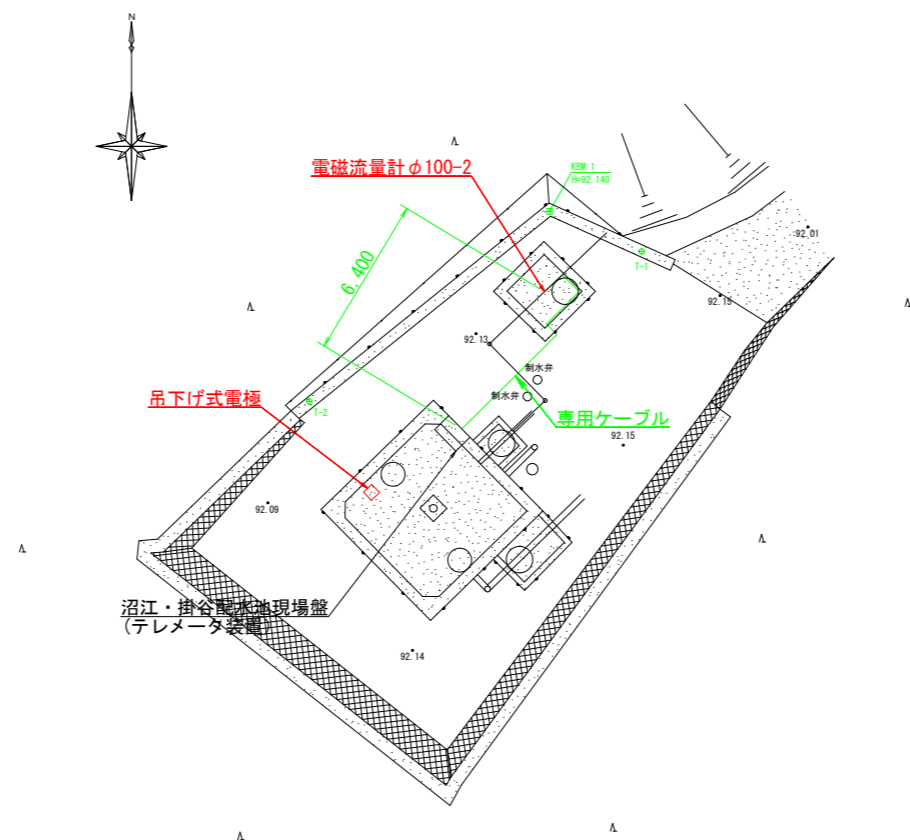 N
電磁流量計φ100-2
KBM.1
H=92.140
6,400
T-1
92.01
92.15
92.13
制水弁
制水弁
吊下げ式電極
T-2
専用ケーブル
92.15
92.09
沼江・掛谷配水池現場盤
(テレメータ装置)
92.14